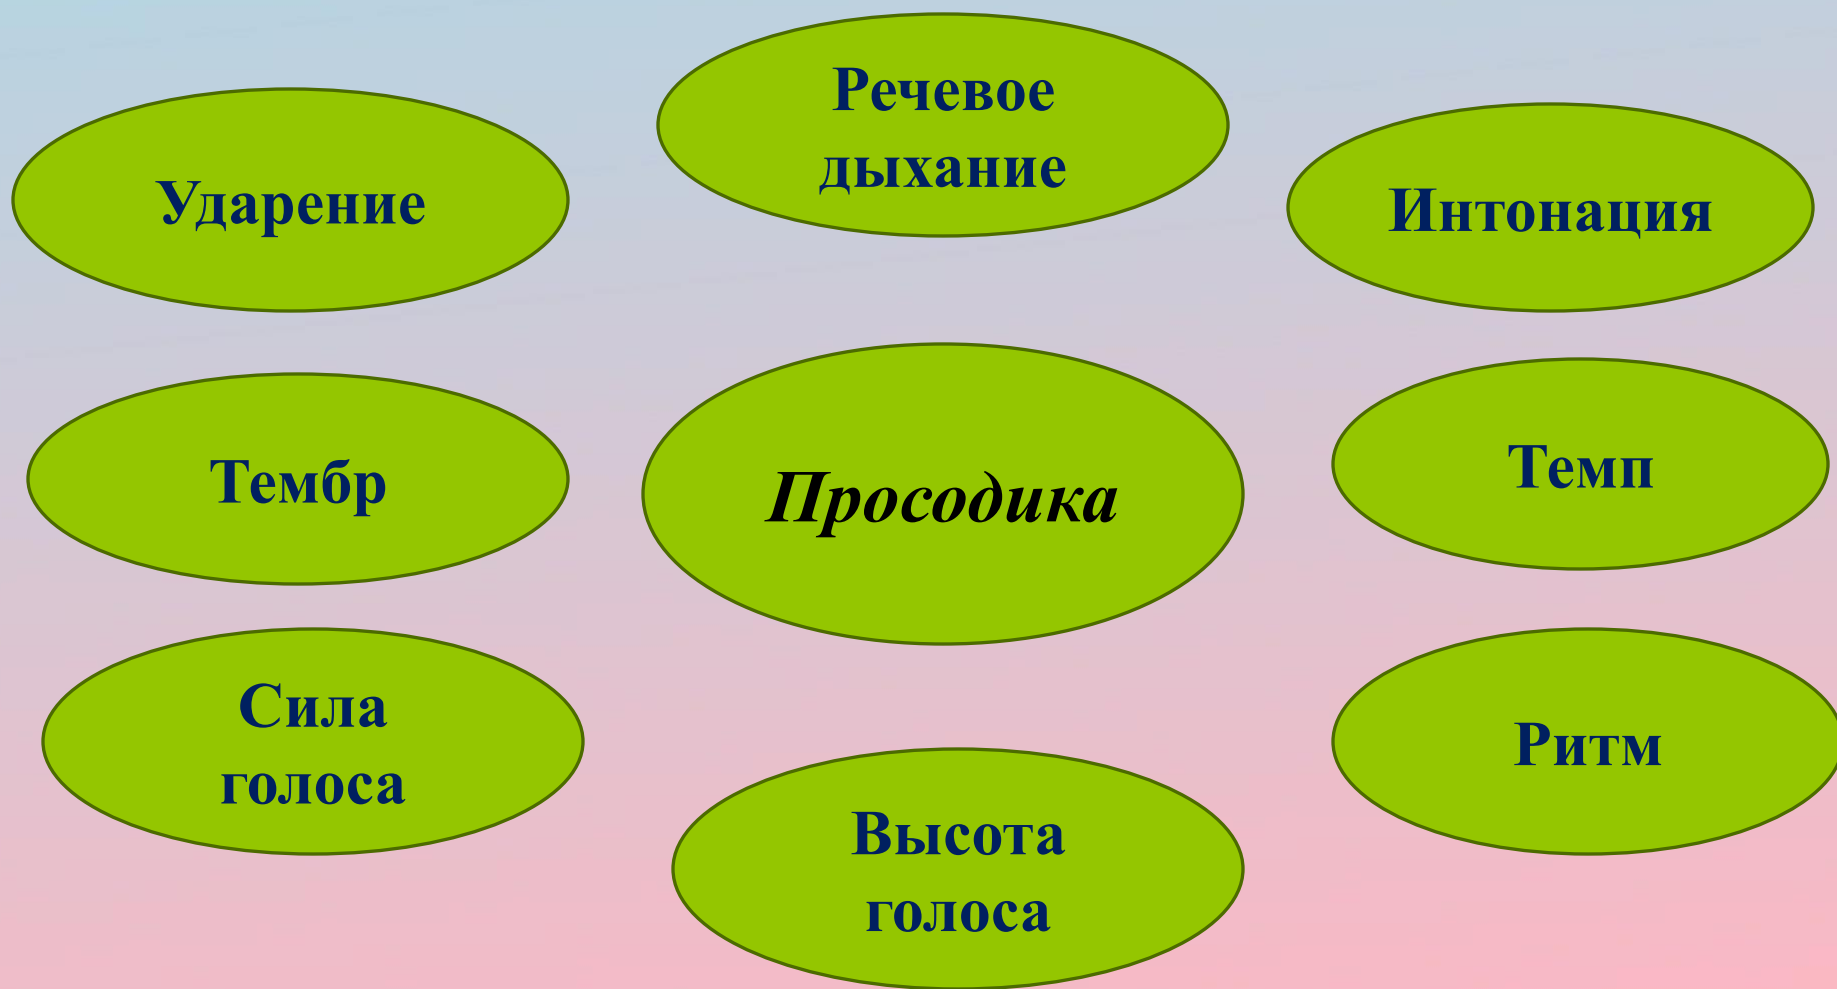 Речевое
дыхание
Ударение
Интонация
Тембр
Просодика
Темп
Сила
голоса
Ритм
Высота
голоса